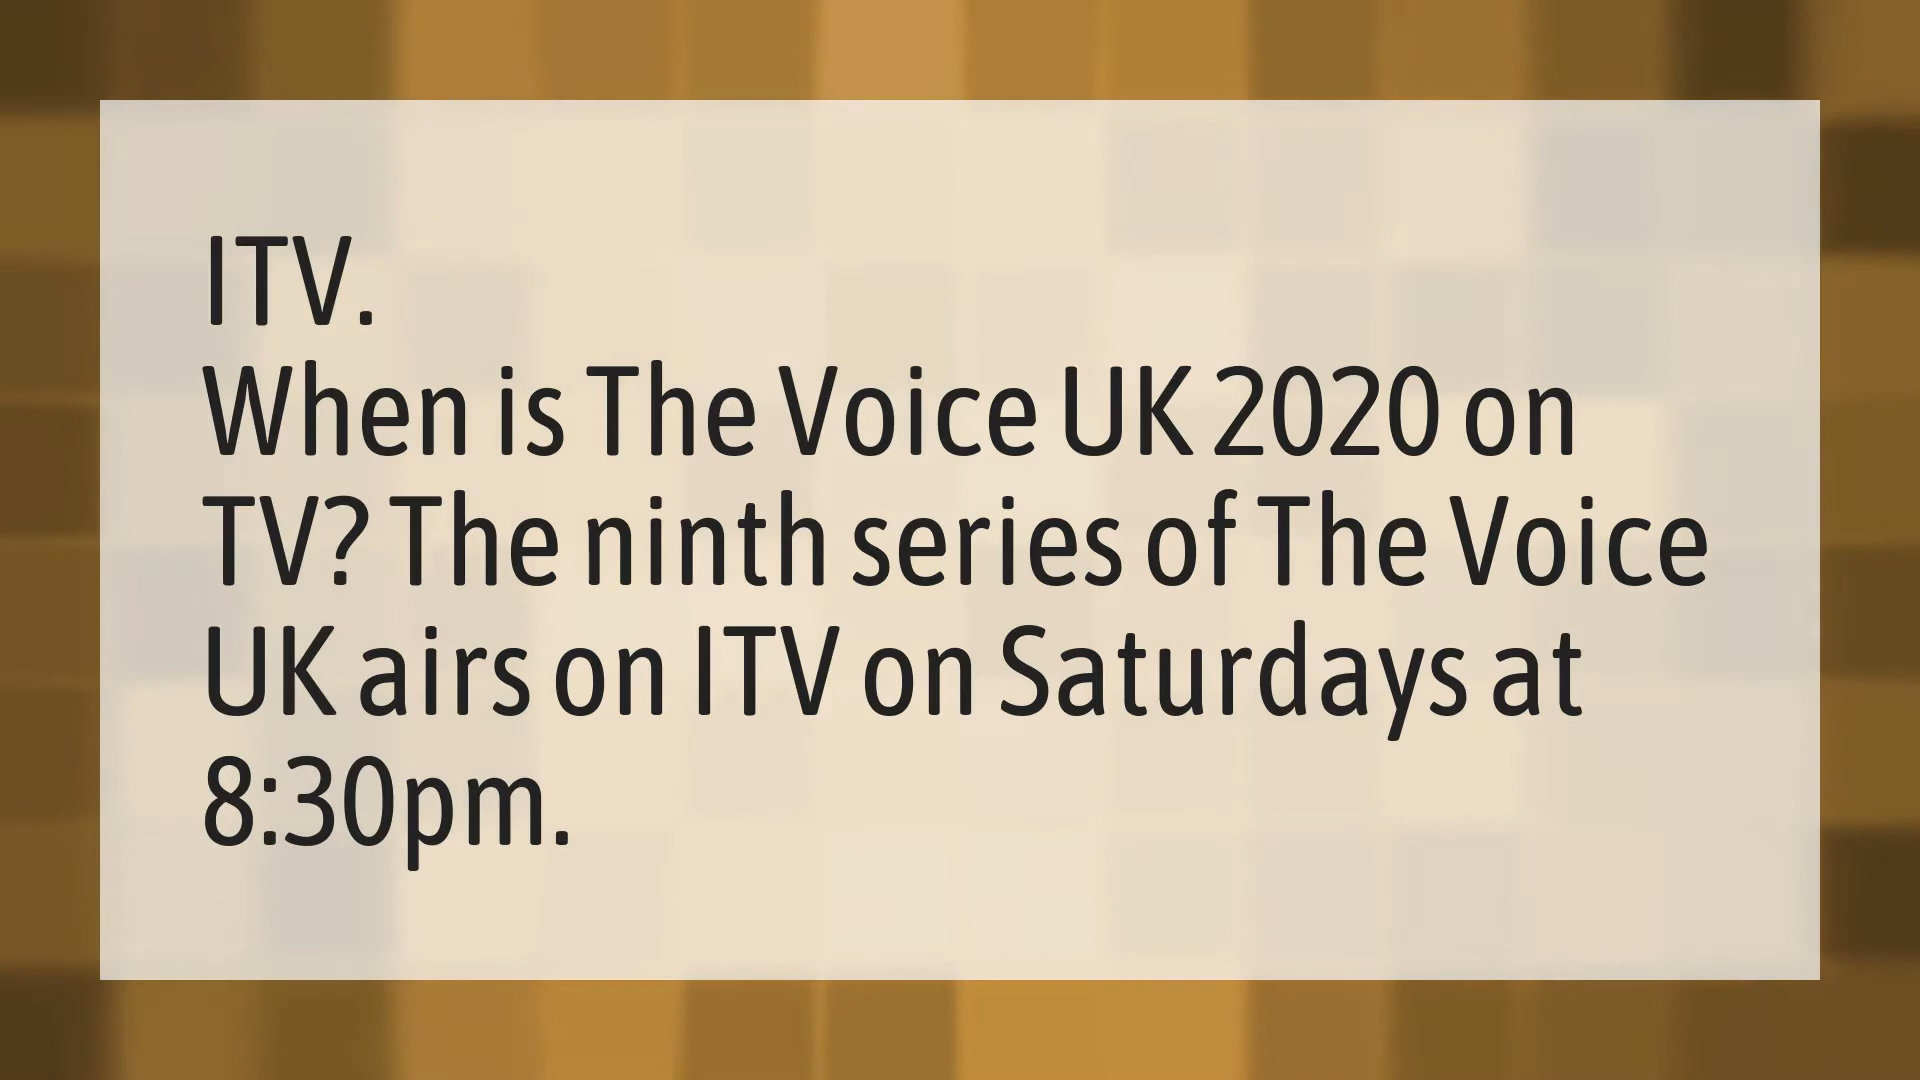 ITV.
When is The Voice UK 2020 on
TV? The ninth series of The Voice
UK airs on ITV on Saturdays at
8:30pm.